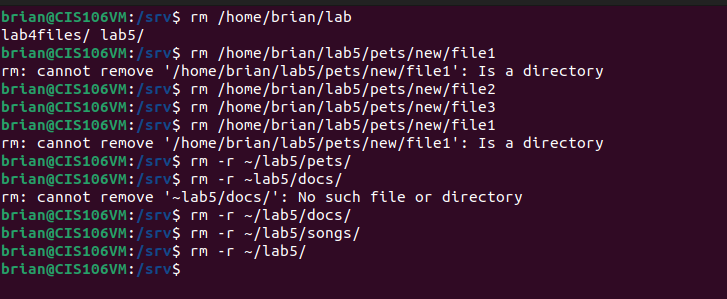 brian@CIS106VM:/srv$ rm /home/brian/lab
lab4files/ lab5/
brian@CIS106VM:/srv$ rm /home/brian/lab5/pets/new/file1
rm: cannot remove '/home/brian/lab5/pets/new/file1': Is a directory
brian@CIS106VM:/srv$ rm /home/brian/lab5/pets/new/file2
brian@CIS106VM:/srv$ rm /home/brian/lab5/pets/new/file3
brian@CIS106VM:/srv$ rm /home/brian/lab5/pets/new/file1
rm: cannot remove '/home/brian/lab5/pets/new/file1': Is a directory
brian@CIS106VM:/srv$ rm -r ~/lab5/pets/
brian@CIS106VM:/srv$ rm -r ~lab5/docs/
rm: cannot remove '~lab5/docs/': No such file or directory
brian@CIS106VM:/srv$ rm -r ~/lab5/docs/
brian@CIS106VM:/srv$ rm -r ~/lab5/songs/
brian@CIS106VM:/srv$ rm -r ~/lab5/
brian@CIS106VM:/srv$